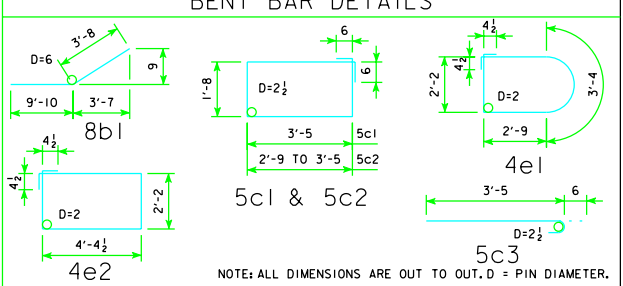 BENT BAR DETAILS
D=6
3'-8
9
9'-10
3'-7
8b1
6
6
1'-8
D=2½
3'-5
5c1
2'-9 TO 3'-5
5c2
5c1 & 5c2
4½
4½
2'-2
D=2
3'-4
2'-9
4e1
4½
4½
D=2
2'-2
4'-4½
4e2
3'-5
6
D=2½
5c3
NOTE: ALL DIMENSIONS ARE OUT TO OUT. D = PIN DIAMETER.